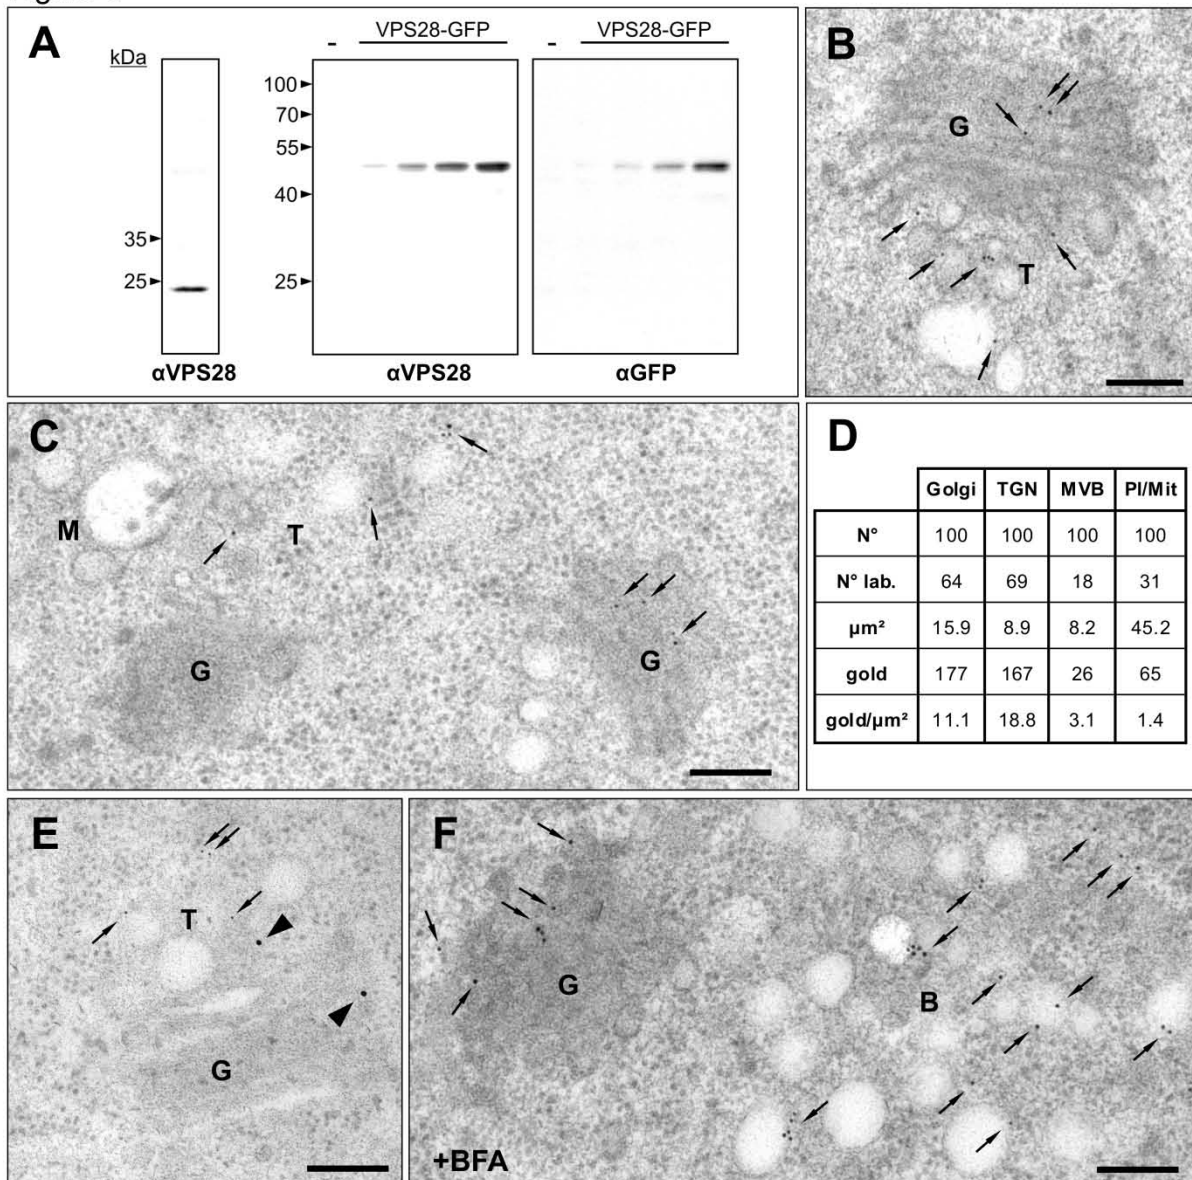 A
kDa
35
25
αVPS28
- VPS28-GFP
100
70
55
40
25
αVPS28
- VPS28-GFP
αGFP
B
G
T
C
M
T
G
G
D
Golgi TGN MVB Pl/Mit
N° 100 100 100 100
N° lab. 64 69 18 31
µm² 15.9 8.9 8.2 45.2
gold 177 167 26 65
gold/µm² 11.1 18.8 3.1 1.4
E
T
G
F
G
B
+BFA